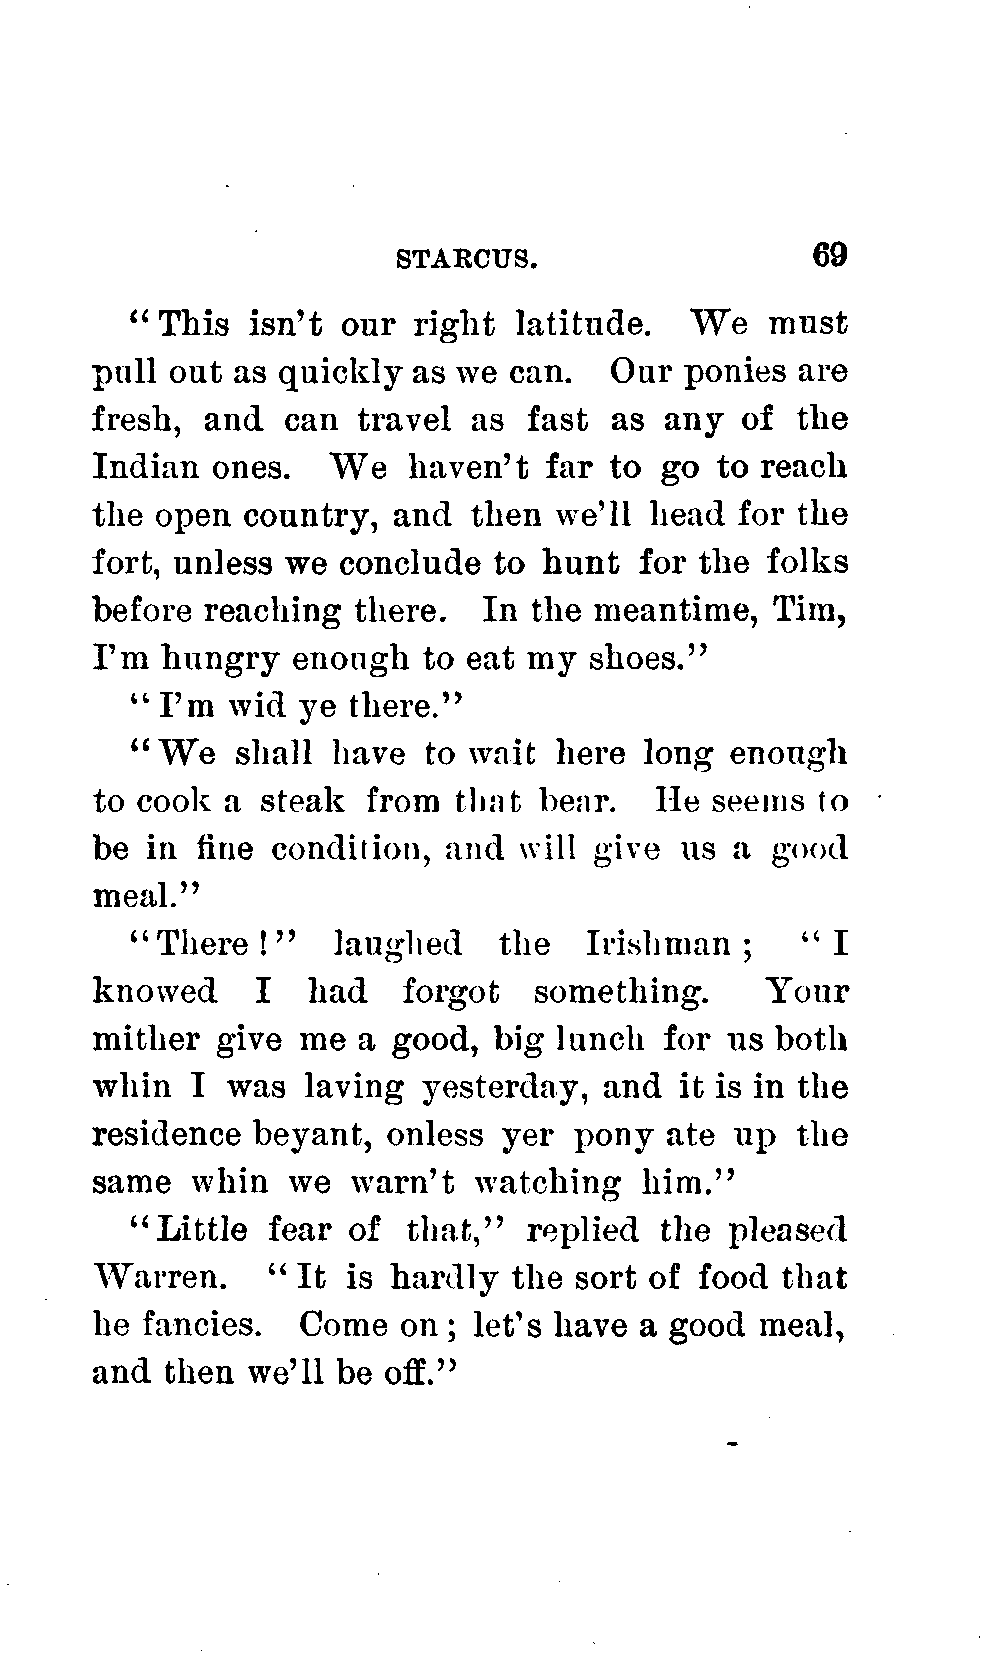 STARCUS. 69
“This isn’t our right latitude. We must
pull out as quickly as we can. Our ponies are
fresh, and can travel as fast as any of the
Indian ones. We haven’t far to go to reach
the open country, and then we’ll head for the
fort, unless we conclude to hunt for the folks
before reaching there. In the meantime, Tim,
I’m hungry enough to eat my shoes.”
“I’m wid ye there.”
“We shall have to wait here long enough
to cook a steak from that bear. He seems to
be in fine condition, and will give us a good
meal.”
“There!” laughed the Irishman; “I
knowed I had forgot something. Your
mither give me a good, big lunch for us both
whin I was laving yesterday, and it is in the
residence beyant, onless yer pony ate up the
same whin we warn’t watching him.”
“Little fear of that,” replied the pleased
Warren. “It is hardly the sort of food that
he fancies. Come on; let’s have a good meal,
and then we’ll be off.”